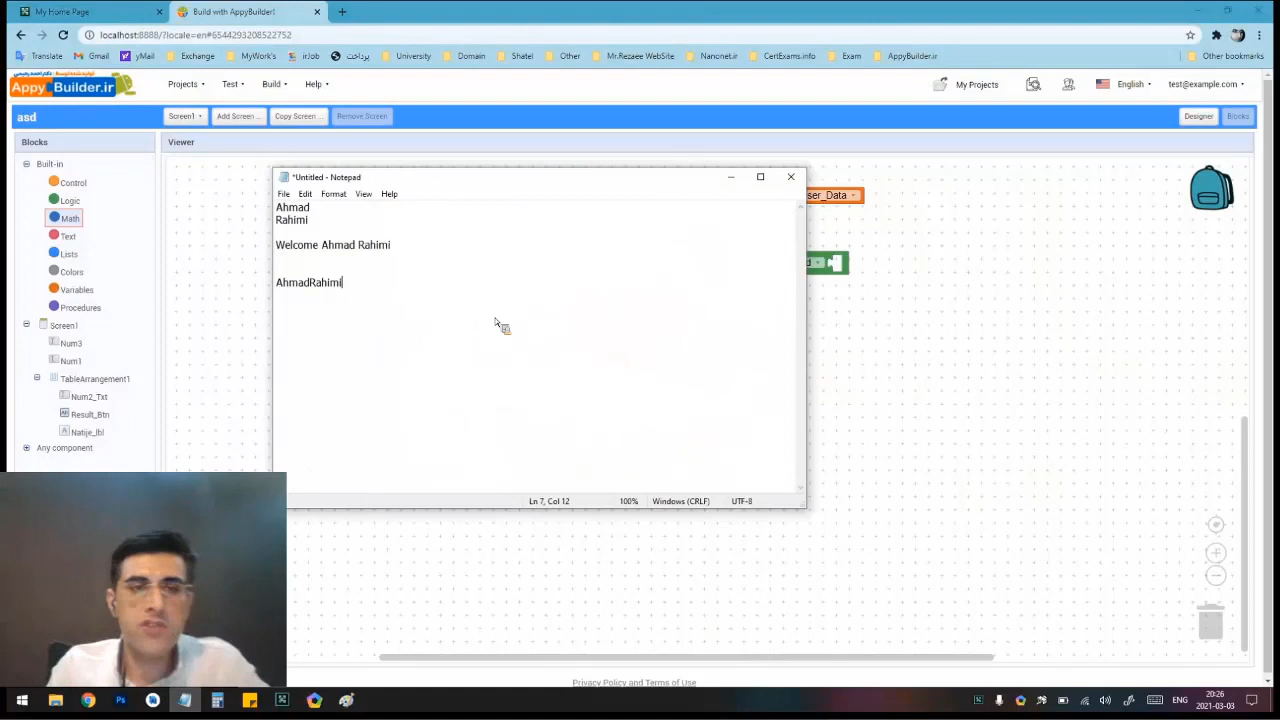 My Home Page
Build with AppyBuilder!
localhost:8888/?locale=en#6544293208522752
Translate
Gmail
yMail
Exchange
MyWork's
irJob
پرداخت
University
Domain
Shatel
Other
Mr.Rezaee WebSite
Nanonet.ir
CertExams.info
Exam
AppyBuilder.ir
Other bookmarks
AppyBuilder.ir
Projects
Test
Build
Help
My Projects
English
test@example.com
asd
Screen1
Add Screen ...
Copy Screen ...
Remove Screen
Designer
Blocks
Blocks
Viewer
Built-in
Control
Logic
Math
Text
Lists
Colors
Variables
Procedures
Screen1
Num3
Num1
TableArrangement1
Num2_Txt
Result_Btn
Natije_lbl
Any component
ser_Data
*Untitled - Notepad
File
Edit
Format
View
Help
Ahmad
Rahimi
Welcome Ahmad Rahimi
AhmadRahimi
Ln 7, Col 12
100%
Windows (CRLF)
UTF-8
Privacy Policy and Terms of Use
ENG
20:26
2021-03-03